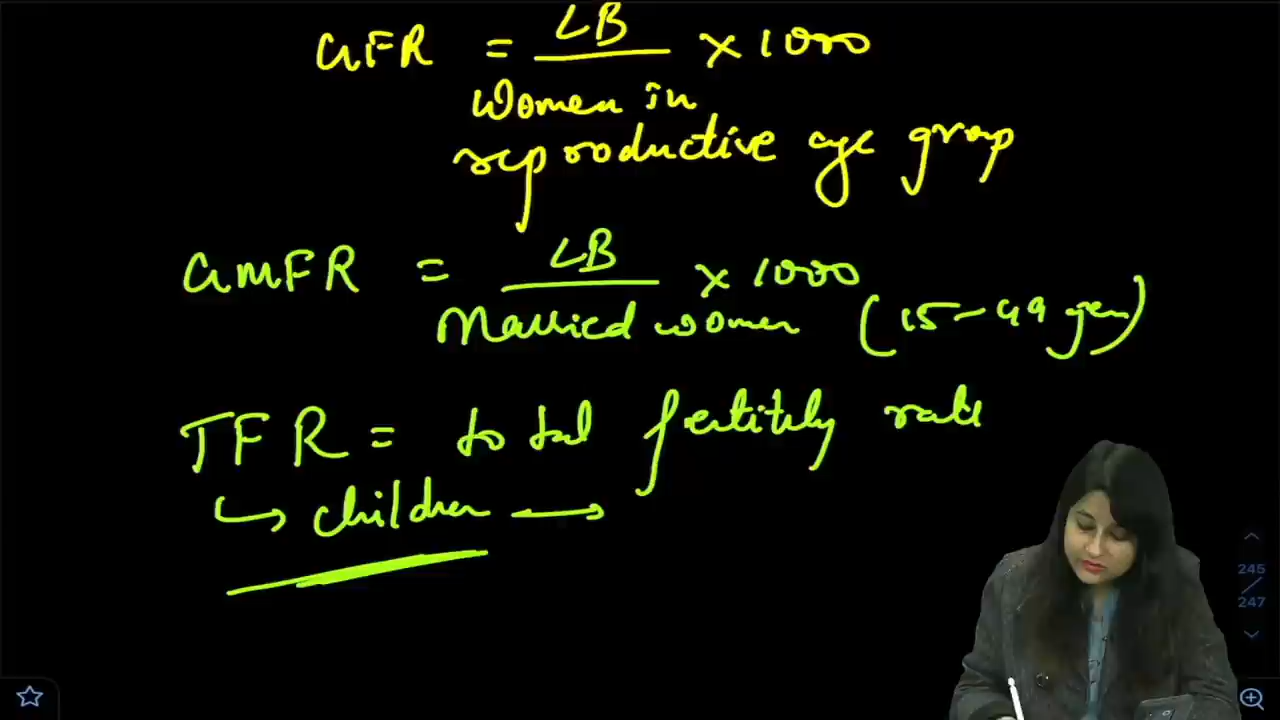 GFR = LB × 1000
Women in
reproductive age group
GMFR = LB × 1000
Married women (15-49 year)
TFR = total fertility rate
↳ children →
245
247